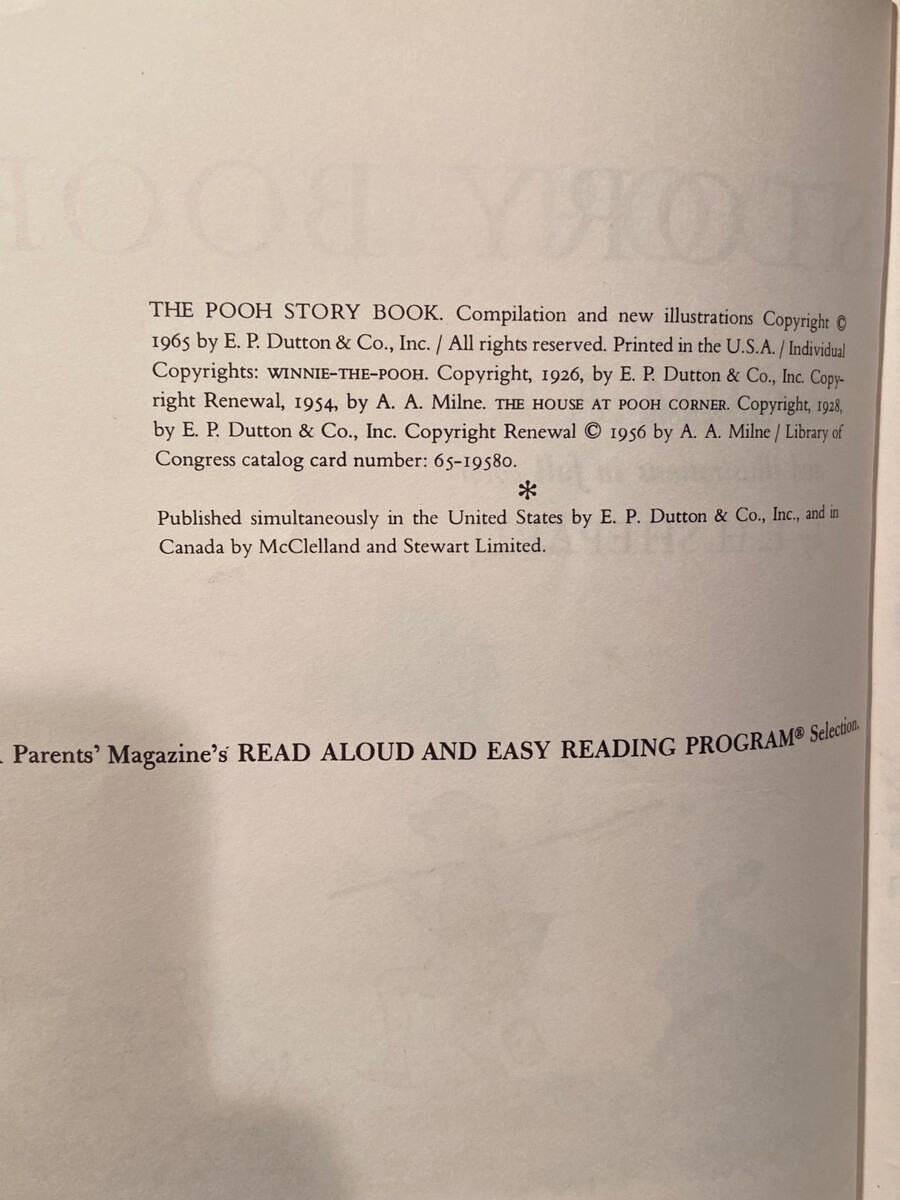 THE POOH STORY BOOK. Compilation and new illustrations Copyright ©
1965 by E. P. Dutton & Co., Inc. / All rights reserved. Printed in the U.S.A. / Individual
Copyrights: WINNIE-THE-POOH. Copyright, 1926, by E. P. Dutton & Co., Inc. Copy-
right Renewal, 1954, by A. A. Milne. THE HOUSE AT POOH CORNER. Copyright, 1928,
by E. P. Dutton & Co., Inc. Copyright Renewal © 1956 by A. A. Milne / Library of
Congress catalog card number: 65-19580.
*
Published simultaneously in the United States by E. P. Dutton & Co., Inc., and in
Canada by McClelland and Stewart Limited.
Parents' Magazine's READ ALOUD AND EASY READING PROGRAM® Selection.